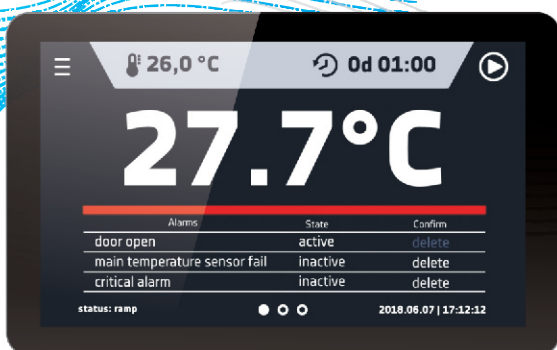 26,0 °C 0d 01:00
27.7°C
Alarms State Confirm
door open active delete
main temperature sensor fail inactive delete
critical alarm inactive delete
status: ramp 2018.06.07 | 17:12:12